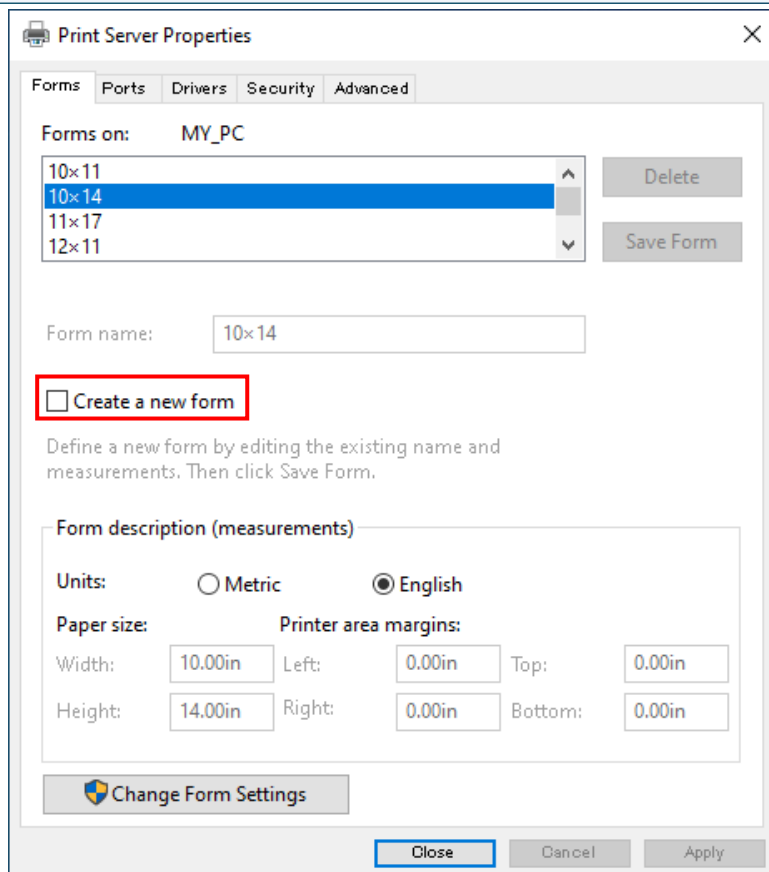 Print Server Properties
Forms Ports Drivers Security Advanced
Forms on: MY_PC
10×11
10×14
11×17
12×11
Delete
Save Form
Form name: 10×14
Create a new form
Define a new form by editing the existing name and
measurements. Then click Save Form.
Form description (measurements)
Units: Metric English
Paper size: Printer area margins:
Width: 10.00in Left: 0.00in Top: 0.00in
Height: 14.00in Right: 0.00in Bottom: 0.00in
Change Form Settings
Close Cancel Apply